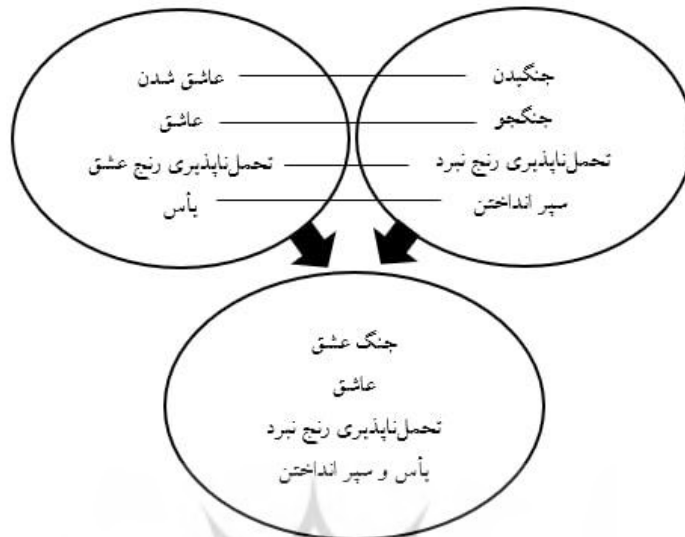 جنگیدن
جنگجو
تحمل‌ناپذیری رنج نبرد
سپر انداختن
عاشق شدن
عاشق
تحمل‌ناپذیری رنج عشق
یأس
جنگ عشق
عاشق
تحمل‌ناپذیری رنج نبرد
یأس و سپر انداختن